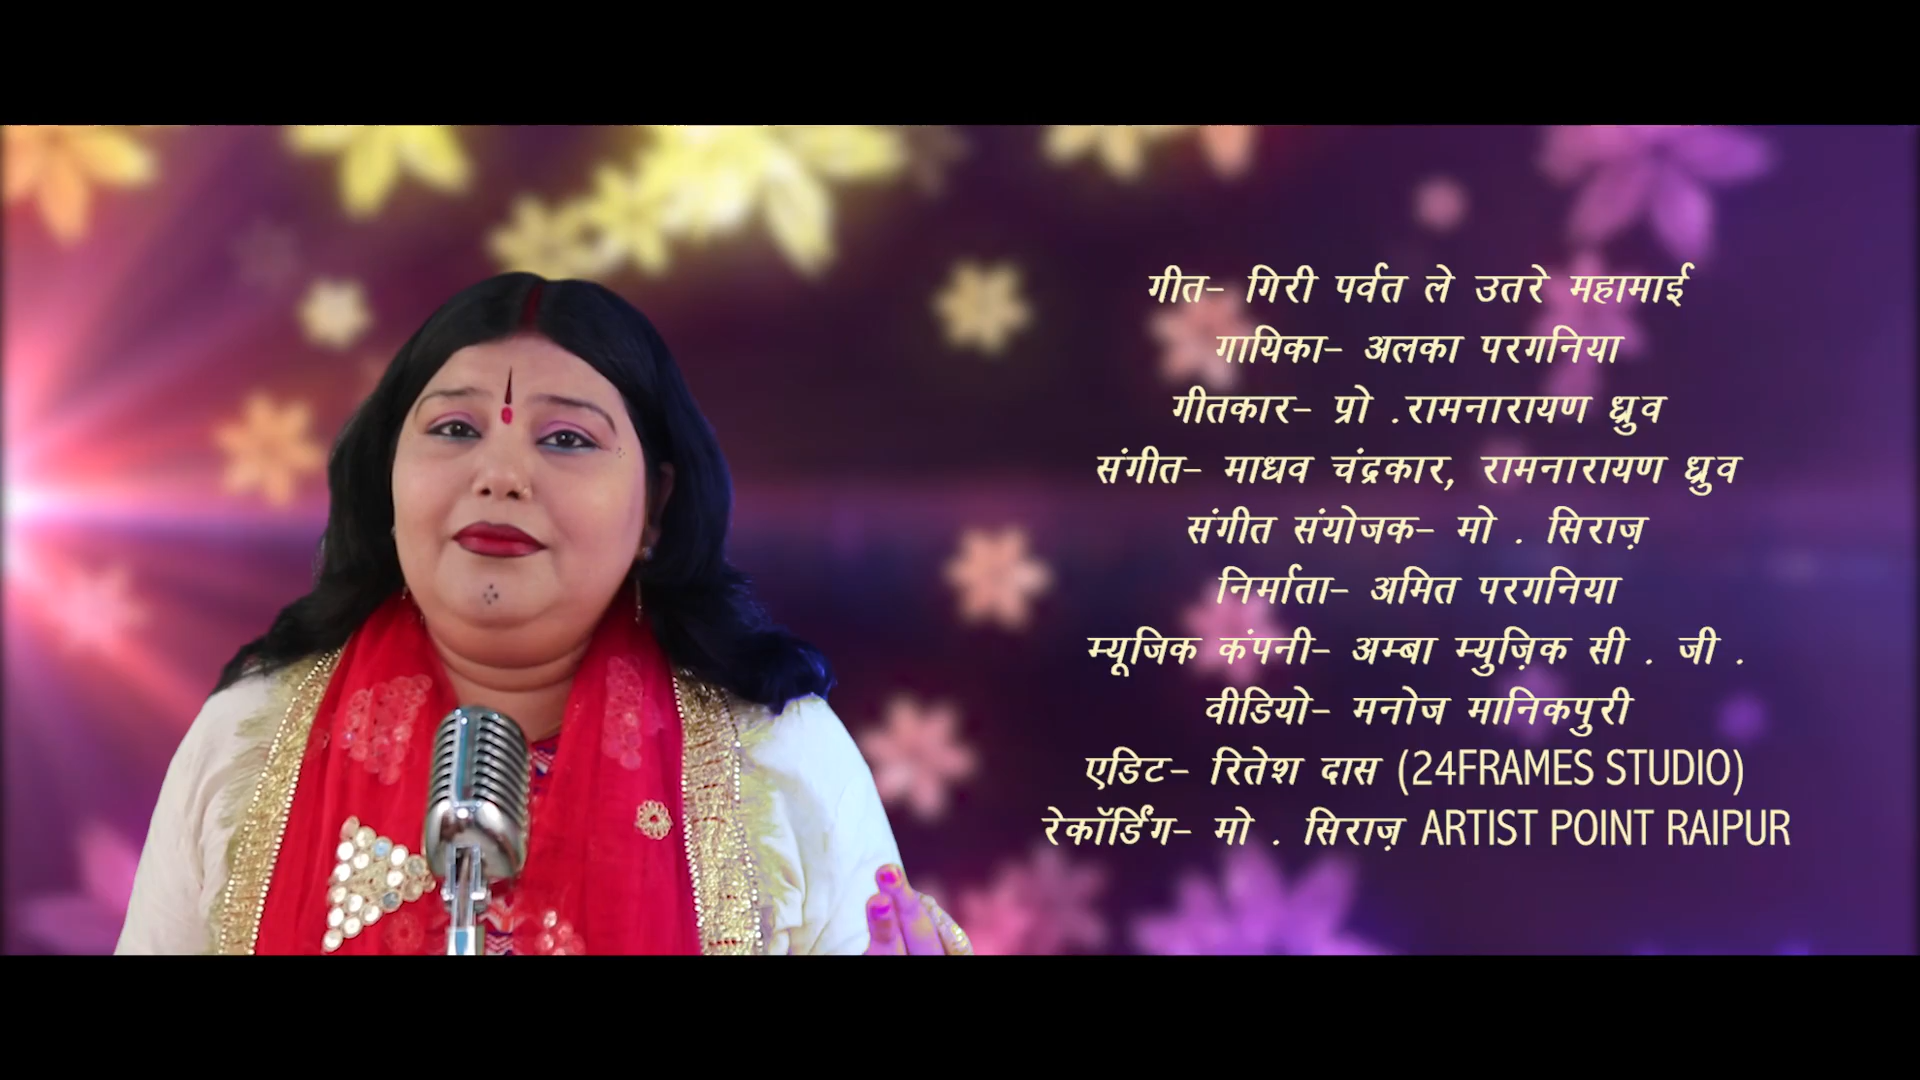 गीत- गिरी पर्वत ले उतरे महामाई
गायिका- अलका परगनिया
गीतकार- प्रो .रामनारायण ध्रुव
संगीत- माधव चंद्रकार, रामनारायण ध्रुव
संगीत संयोजक- मो . सिराज़
निर्माता- अमित परगनिया
म्यूजिक कंपनी- अम्बा म्युज़िक सी . जी .
वीडियो- मनोज मानिकपुरी
एडिट- रितेश दास (24FRAMES STUDIO)
रेकॉर्डिंग- मो . सिराज़ ARTIST POINT RAIPUR